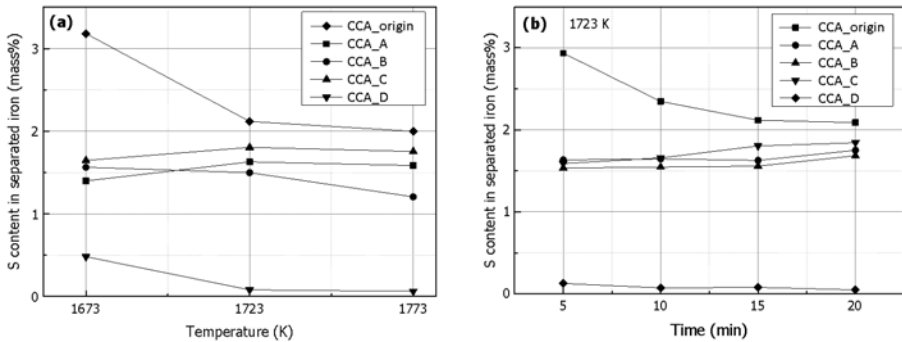 (a)
CCA_origin
CCA_A
CCA_B
CCA_C
CCA_D
S content in separated iron (mass%)
3
2
1
0
1673
1723
1773
Temperature (K)
(b)
1723 K
CCA_origin
CCA_A
CCA_B
CCA_C
CCA_D
S content in separated iron (mass%)
3
2
1
0
5
10
15
20
Time (min)